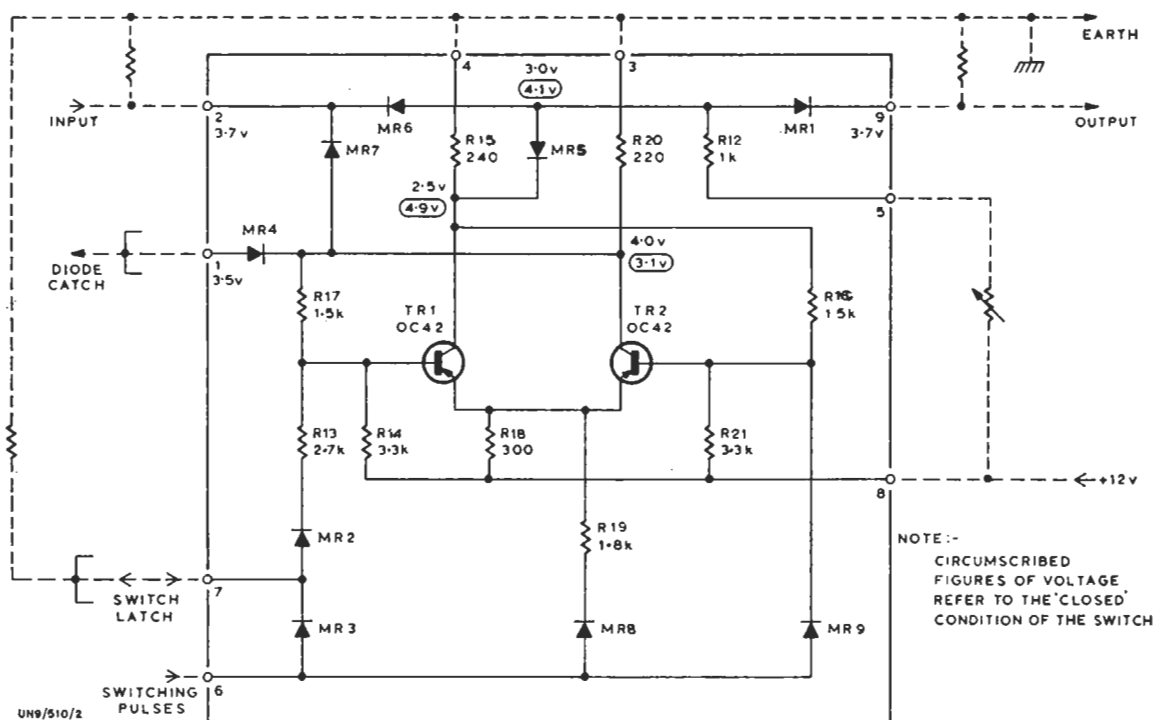 EARTH
4
3
3.0v
4.1v
INPUT
2
3.7v
MR6
MR7
R15
240
MR5
R20
220
R12
1k
MR1
9
3.7v
OUTPUT
5
2.5v
4.9v
MR4
1
3.5v
DIODE
CATCH
4.0v
3.1v
R17
1.5k
TR1
OC42
TR2
OC42
R16
1.5k
R13
2.7k
R14
3.3k
R18
300
R21
3.3k
8
+12v
R19
1.8k
MR2
7
SWITCH
LATCH
MR3
MR8
MR9
NOTE:-
CIRCUMSCRIBED
FIGURES OF VOLTAGE
REFER TO THE 'CLOSED'
CONDITION OF THE SWITCH
6
SWITCHING
PULSES
UN9/510/2